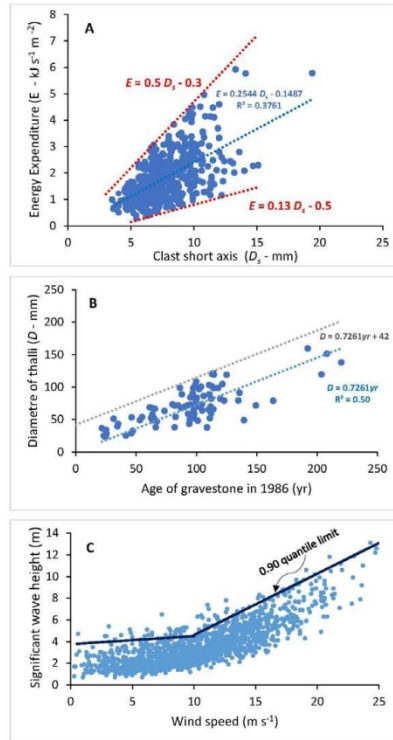 A
Energy Expenditure (E - kJ s⁻¹ m⁻²)
8
7
6
5
4
3
2
1
0
E = 0.5 Dₛ - 0.3
E = 0.2544 Dₛ - 0.1487
R² = 0.3761
E = 0.13 Dₛ - 0.5
0 5 10 15 20 25
Clast short axis (Dₛ - mm)
B
Diametre of thalli (D - mm)
250
200
150
100
50
0
D = 0.7261yr + 42
D = 0.7261yr
R² = 0.50
0 50 100 150 200 250
Age of gravestone in 1986 (yr)
C
Significant wave height (m)
14
12
10
8
6
4
2
0
0.90 quantile limit
0 5 10 15 20 25
Wind speed (m s⁻¹)